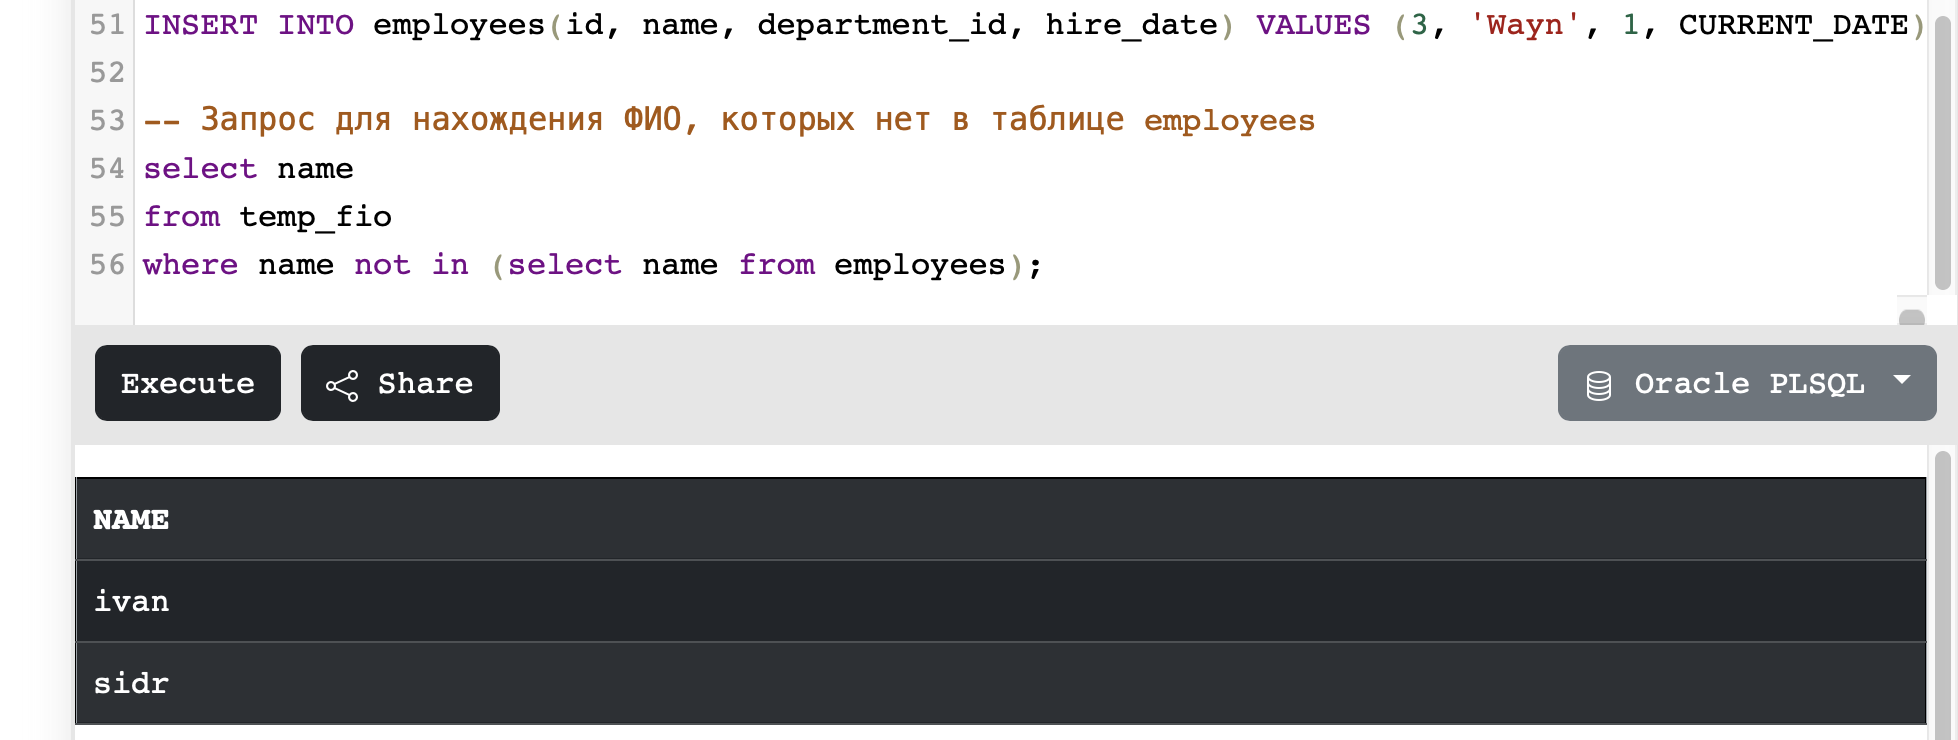 51 INSERT INTO employees(id, name, department_id, hire_date) VALUES (3, 'Wayn', 1, CURRENT_DATE)
52
53 -- Запрос для нахождения ФИО, которых нет в таблице employees
54 select name
55 from temp_fio
56 where name not in (select name from employees);
Execute Share Oracle PLSQL
NAME
ivan
sidr